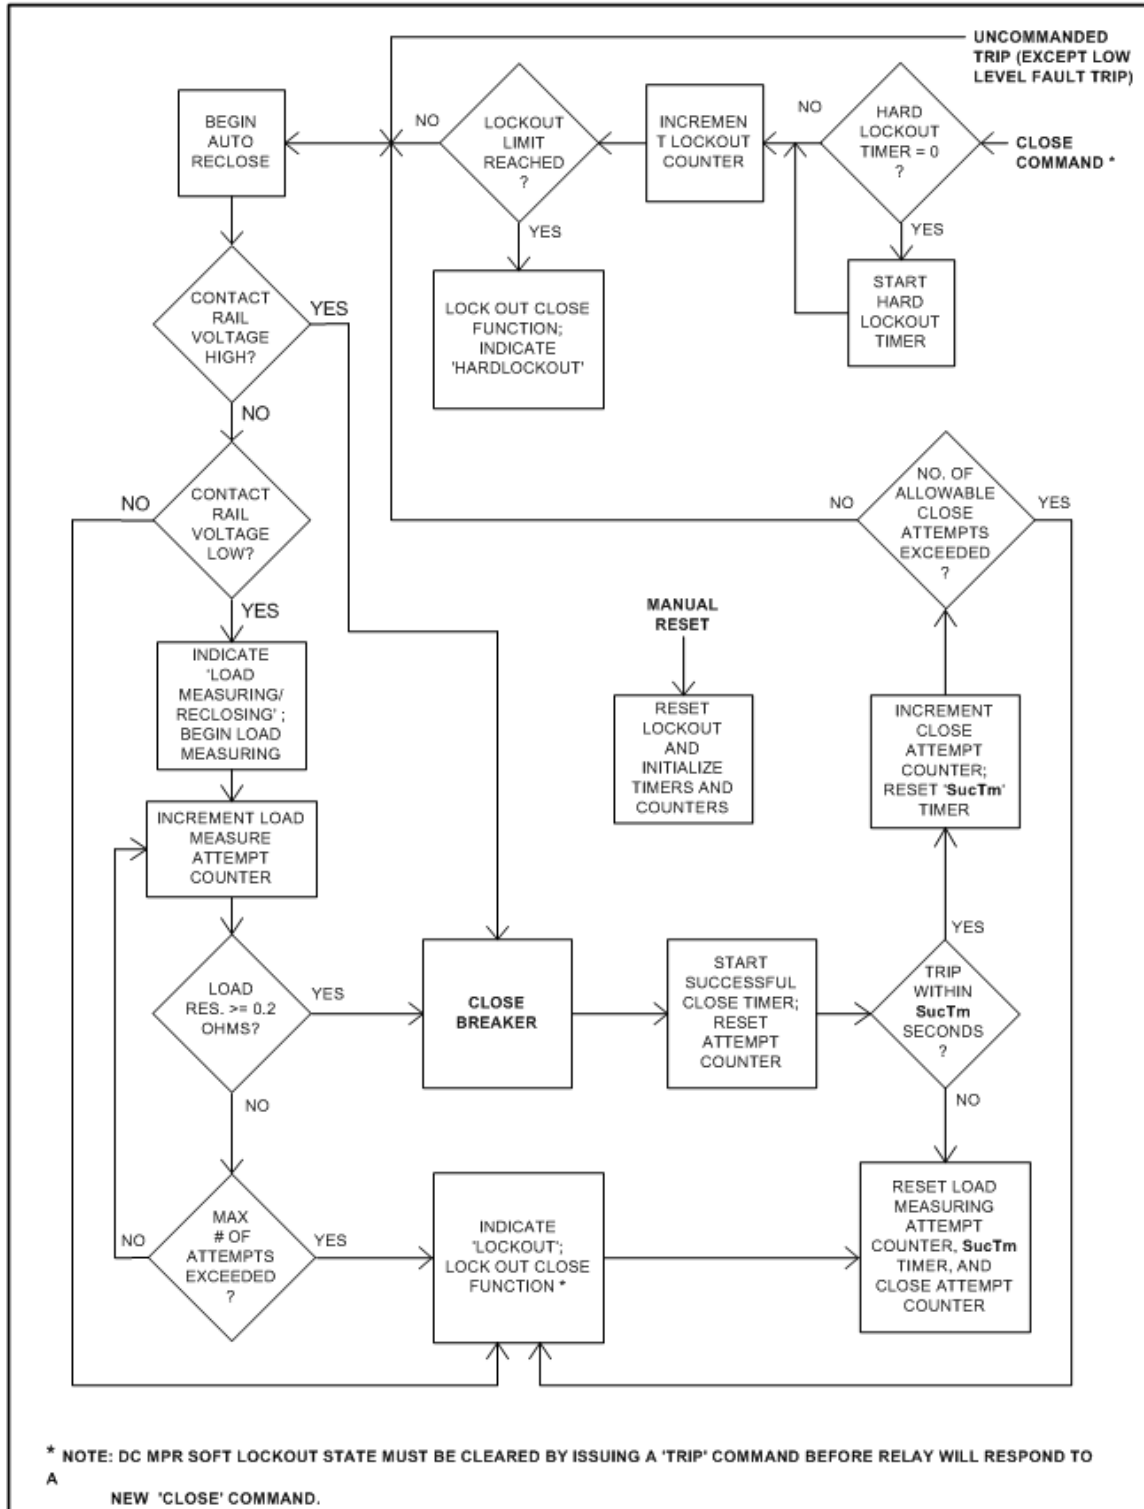 UNCOMMANDED
TRIP (EXCEPT LOW
LEVEL FAULT TRIP)
BEGIN
AUTO
RECLOSE
NO
LOCKOUT
LIMIT
REACHED
?
INCREMEN
T LOCKOUT
COUNTER
NO
HARD
LOCKOUT
TIMER = 0
?
CLOSE
COMMAND *
YES
YES
LOCK OUT CLOSE
FUNCTION;
INDICATE
'HARDLOCKOUT'
START
HARD
LOCKOUT
TIMER
CONTACT
RAIL
VOLTAGE
HIGH?
YES
NO
CONTACT
RAIL
VOLTAGE
LOW?
NO
YES
NO
NO. OF
ALLOWABLE
CLOSE
ATTEMPTS
EXCEEDED
?
YES
INDICATE
'LOAD
MEASURING/
RECLOSING' ;
BEGIN LOAD
MEASURING
MANUAL
RESET
RESET
LOCKOUT
AND
INITIALIZE
TIMERS AND
COUNTERS
INCREMENT
CLOSE
ATTEMPT
COUNTER;
RESET 'SucTm'
TIMER
INCREMENT LOAD
MEASURE
ATTEMPT
COUNTER
YES
LOAD
RES. >= 0.2
OHMS?
YES
CLOSE
BREAKER
START
SUCCESSFUL
CLOSE TIMER;
RESET
ATTEMPT
COUNTER
TRIP
WITHIN
SucTm
SECONDS
?
NO
NO
MAX
# OF
ATTEMPTS
EXCEEDED
?
NO
YES
INDICATE
'LOCKOUT';
LOCK OUT CLOSE
FUNCTION *
RESET LOAD
MEASURING
ATTEMPT
COUNTER, SucTm
TIMER, AND
CLOSE ATTEMPT
COUNTER
* NOTE: DC MPR SOFT LOCKOUT STATE MUST BE CLEARED BY ISSUING A 'TRIP' COMMAND BEFORE RELAY WILL RESPOND TO
A
NEW 'CLOSE' COMMAND.